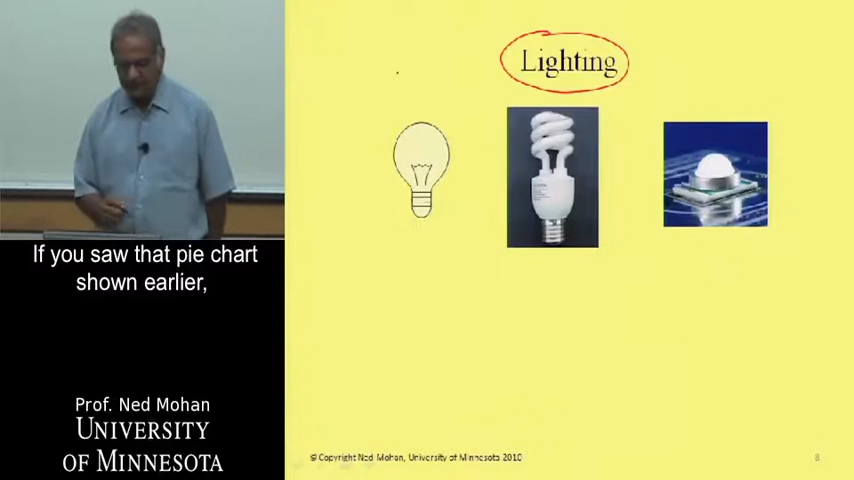 Lighting
If you saw that pie chart
shown earlier,
Prof. Ned Mohan
UNIVERSITY
OF MINNESOTA
© Copyright Ned Mohan, University of Minnesota 2010
8